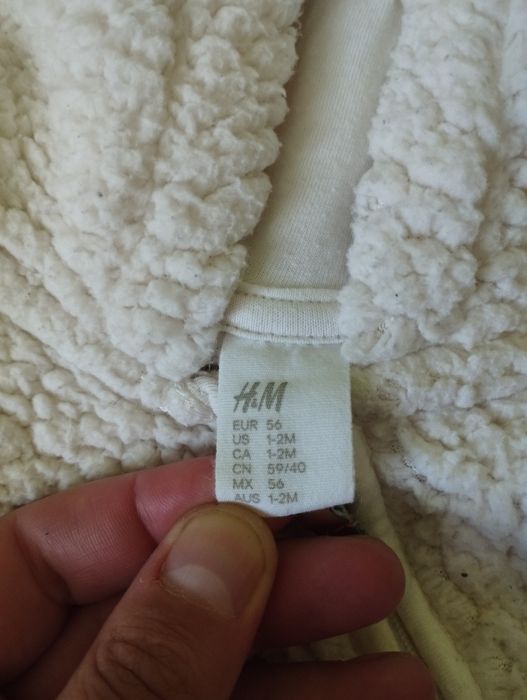 H&M
EUR 56
US 1-2M
CA 1-2M
CN 59/40
MX 56
AUS 1-2M